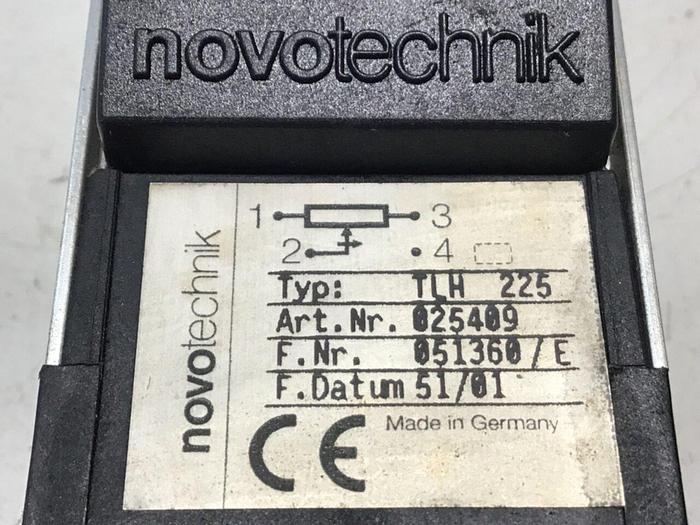 novotechnik
novotechnik
1 3
2 4
Typ: TLH 225
Art.Nr. 025409
F.Nr. 051360/E
F.Datum 51/01
CE Made in Germany